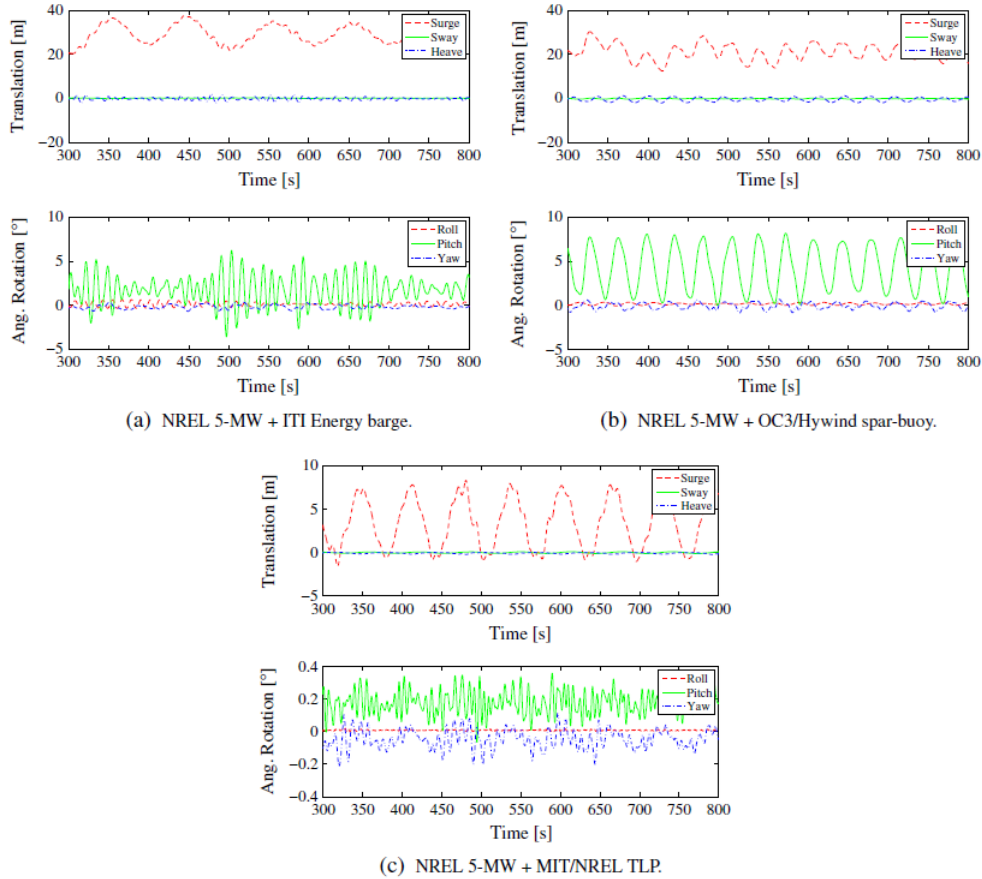 40
20
0
−20
Translation [m]
Surge
Sway
Heave
300 350 400 450 500 550 600 650 700 750 800
Time [s]
10
5
0
−5
Ang. Rotation [°]
Roll
Pitch
Yaw
300 350 400 450 500 550 600 650 700 750 800
Time [s]
(a) NREL 5-MW + ITI Energy barge.
40
20
0
−20
Translation [m]
Surge
Sway
Heave
300 350 400 450 500 550 600 650 700 750 800
Time [s]
10
5
0
−5
Ang. Rotation [°]
Roll
Pitch
Yaw
300 350 400 450 500 550 600 650 700 750 800
Time [s]
(b) NREL 5-MW + OC3/Hywind spar-buoy.
10
5
0
−5
Translation [m]
Surge
Sway
Heave
300 350 400 450 500 550 600 650 700 750 800
Time [s]
0.4
0.2
0
−0.2
−0.4
Ang. Rotation [°]
Roll
Pitch
Yaw
300 350 400 450 500 550 600 650 700 750 800
Time [s]
(c) NREL 5-MW + MIT/NREL TLP.